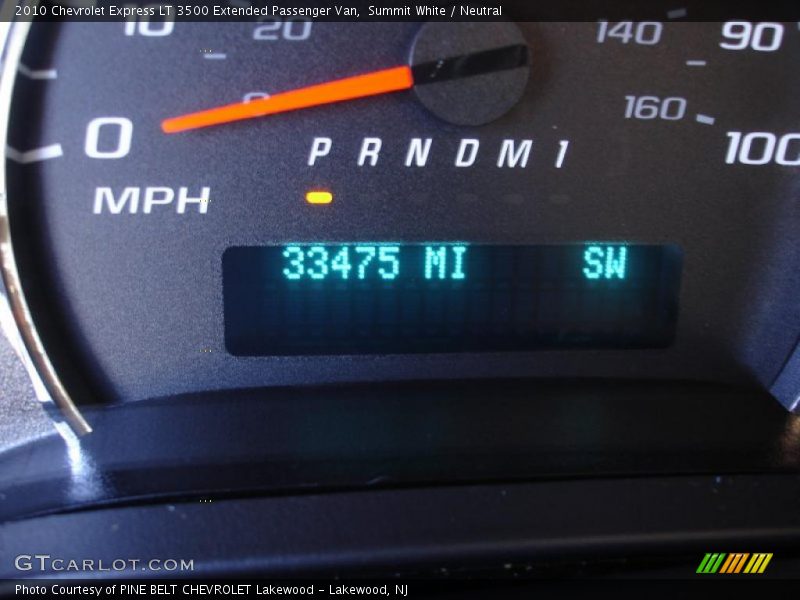 2010 Chevrolet Express LT 3500 Extended Passenger Van, Summit White / Neutral
10 20 140 90
0 0 160 100
P R N D M 1
MPH
33475 MI SW
GTCARLOT.COM
Photo Courtesy of PINE BELT CHEVROLET Lakewood - Lakewood, NJ